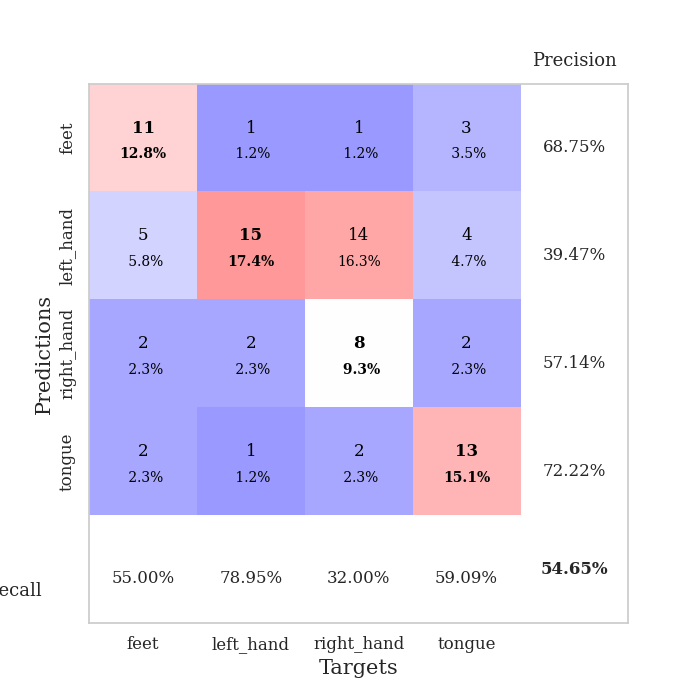 Precision
feet
11 1 1 3
12.8% 1.2% 1.2% 3.5%
68.75%
left_hand
5 15 14 4
5.8% 17.4% 16.3% 4.7%
39.47%
Predictions
right_hand
2 2 8 2
2.3% 2.3% 9.3% 2.3%
57.14%
tongue
2 1 2 13
2.3% 1.2% 2.3% 15.1%
72.22%
ecall
55.00% 78.95% 32.00% 59.09% 54.65%
feet left_hand right_hand tongue
Targets